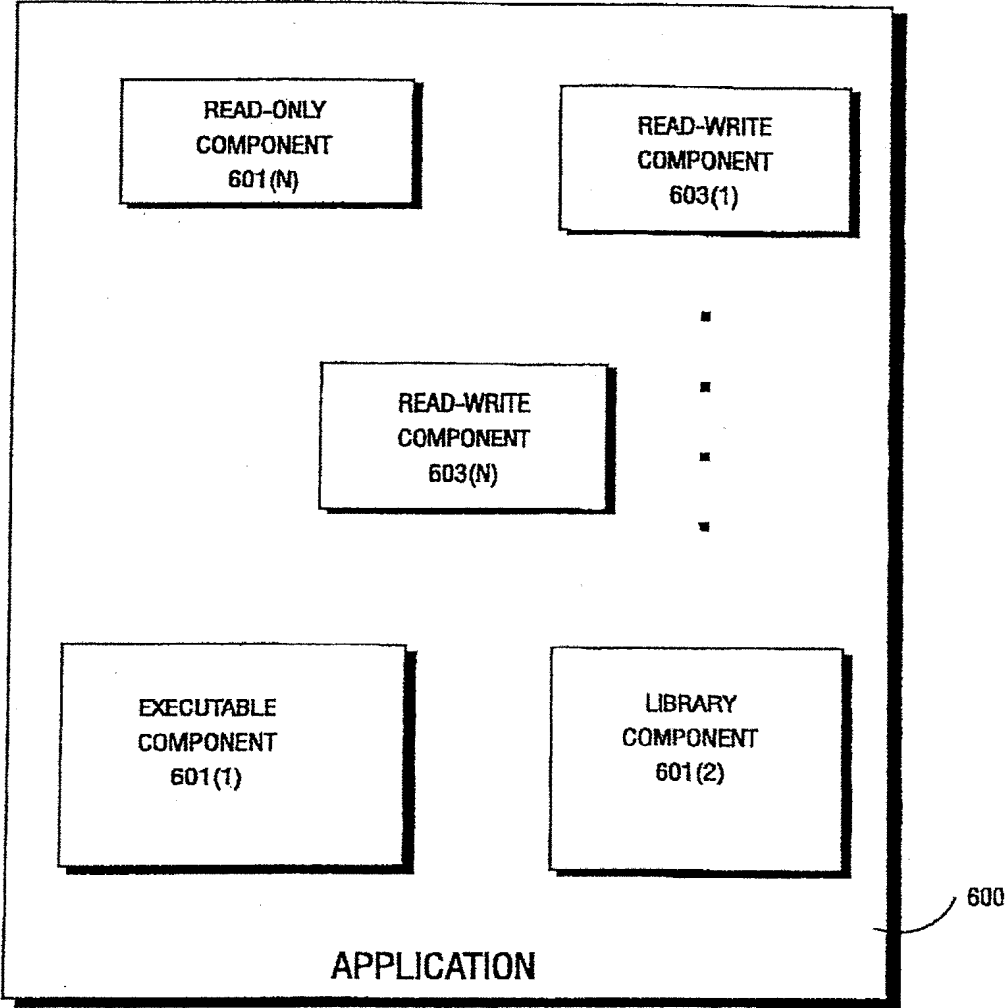 READ-ONLY
COMPONENT
601(N)
READ-WRITE
COMPONENT
603(1)
READ-WRITE
COMPONENT
603(N)
EXECUTABLE
COMPONENT
601(1)
LIBRARY
COMPONENT
601(2)
600
APPLICATION